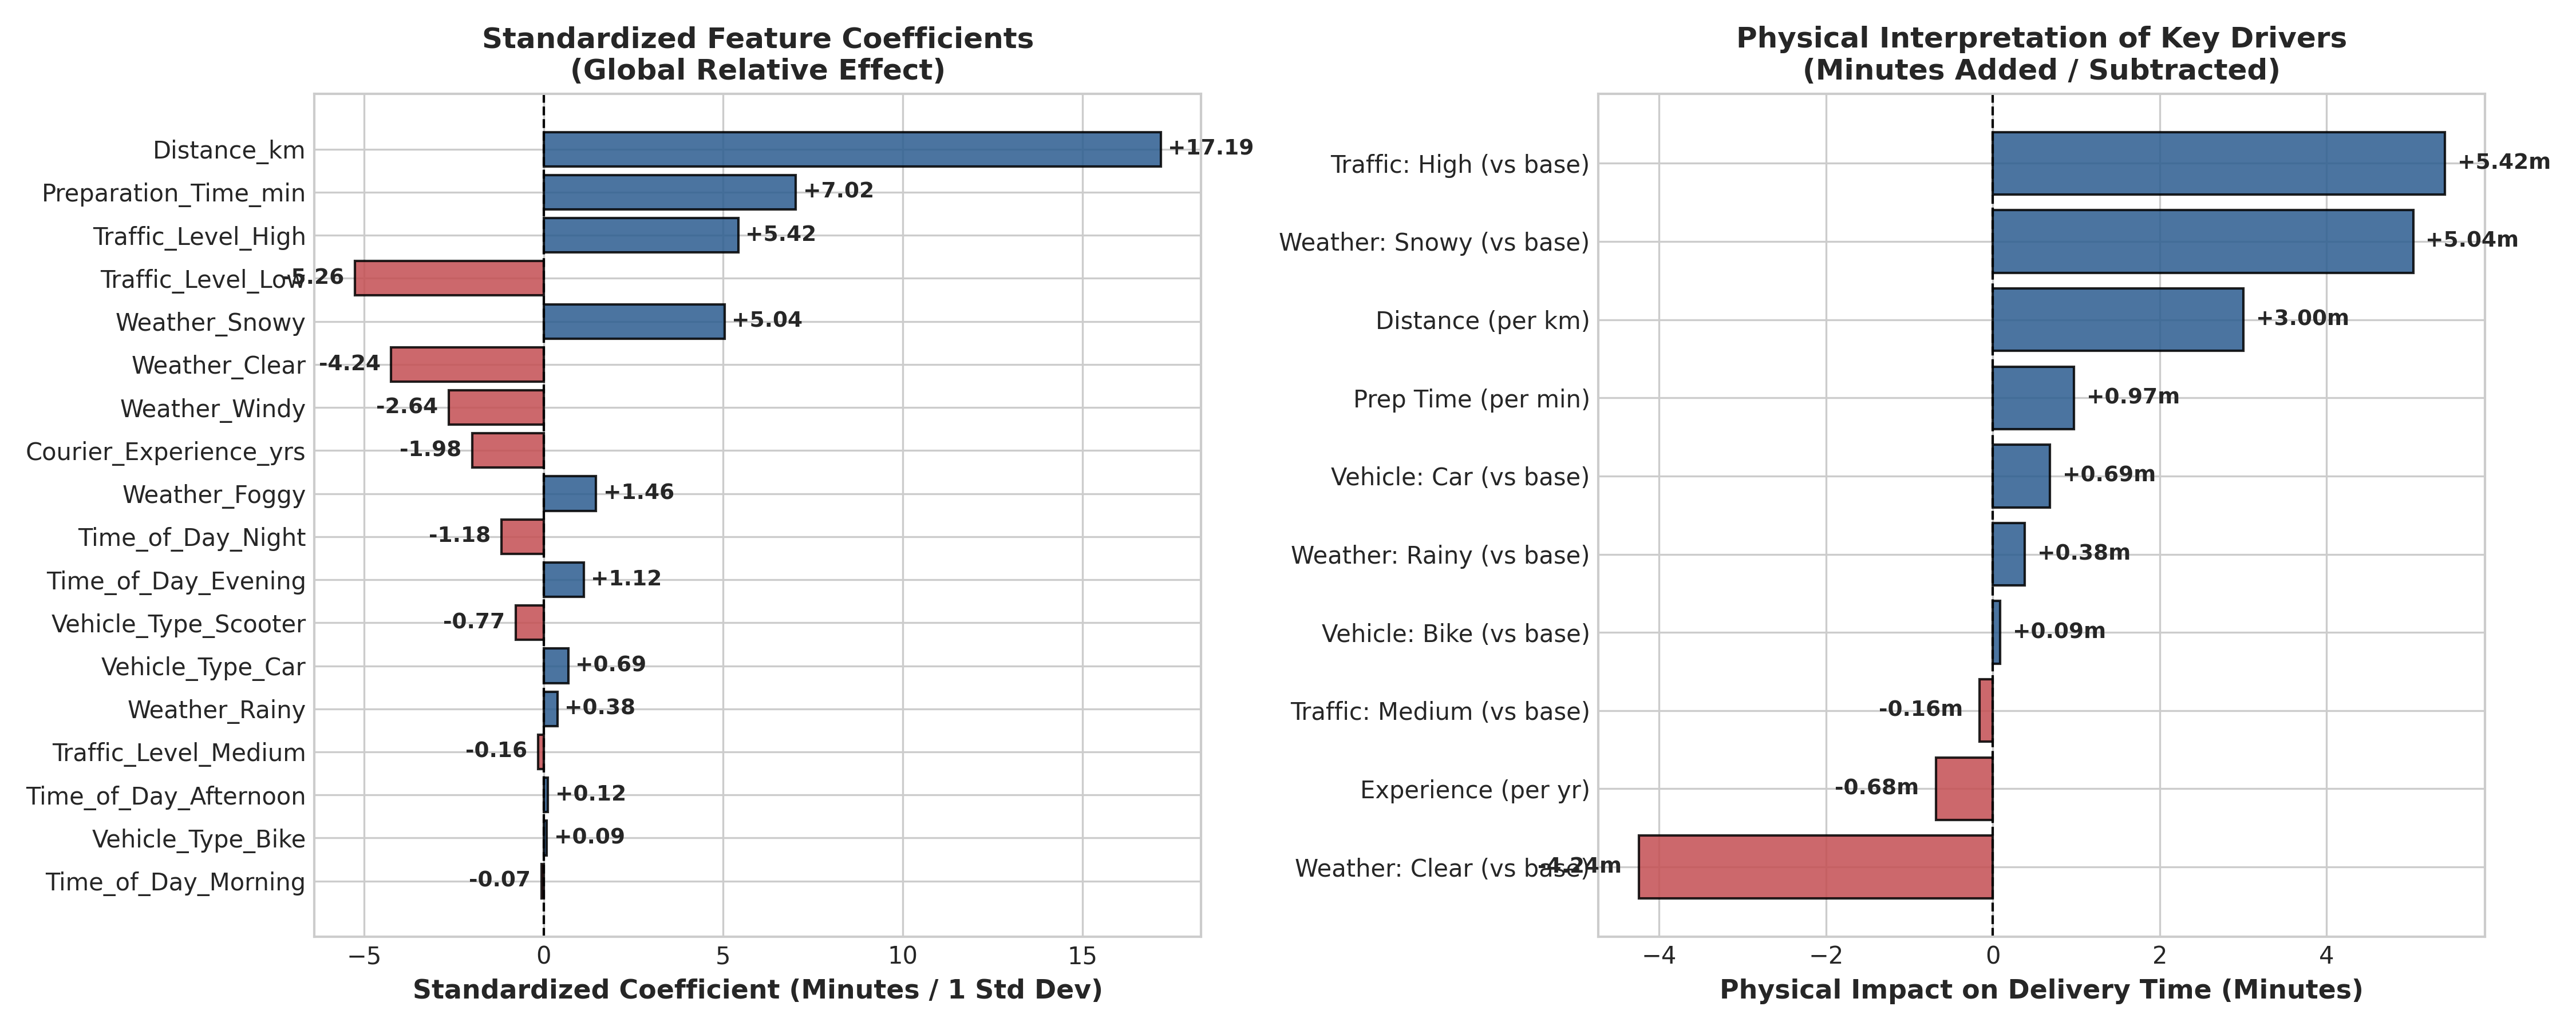 Standardized Feature Coefficients
(Global Relative Effect)
Distance_km
+17.19
Preparation_Time_min
+7.02
Traffic_Level_High
+5.42
Traffic_Level_Low
-5.26
Weather_Snowy
+5.04
Weather_Clear
-4.24
Weather_Windy
-2.64
Courier_Experience_yrs
-1.98
Weather_Foggy
+1.46
Time_of_Day_Night
-1.18
Time_of_Day_Evening
+1.12
Vehicle_Type_Scooter
-0.77
Vehicle_Type_Car
+0.69
Weather_Rainy
+0.38
Traffic_Level_Medium
-0.16
Time_of_Day_Afternoon
+0.12
Vehicle_Type_Bike
+0.09
Time_of_Day_Morning
-0.07
−5 0 5 10 15
Standardized Coefficient (Minutes / 1 Std Dev)
Physical Interpretation of Key Drivers
(Minutes Added / Subtracted)
Traffic: High (vs base)
+5.42m
Weather: Snowy (vs base)
+5.04m
Distance (per km)
+3.00m
Prep Time (per min)
+0.97m
Vehicle: Car (vs base)
+0.69m
Weather: Rainy (vs base)
+0.38m
Vehicle: Bike (vs base)
+0.09m
Traffic: Medium (vs base)
-0.16m
Experience (per yr)
-0.68m
Weather: Clear (vs base)
-4.24m
−4 −2 0 2 4
Physical Impact on Delivery Time (Minutes)